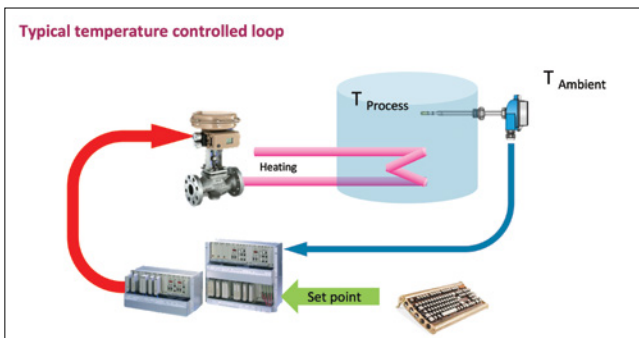 Typical temperature controlled loop
T Ambient
T Process
Heating
Set point